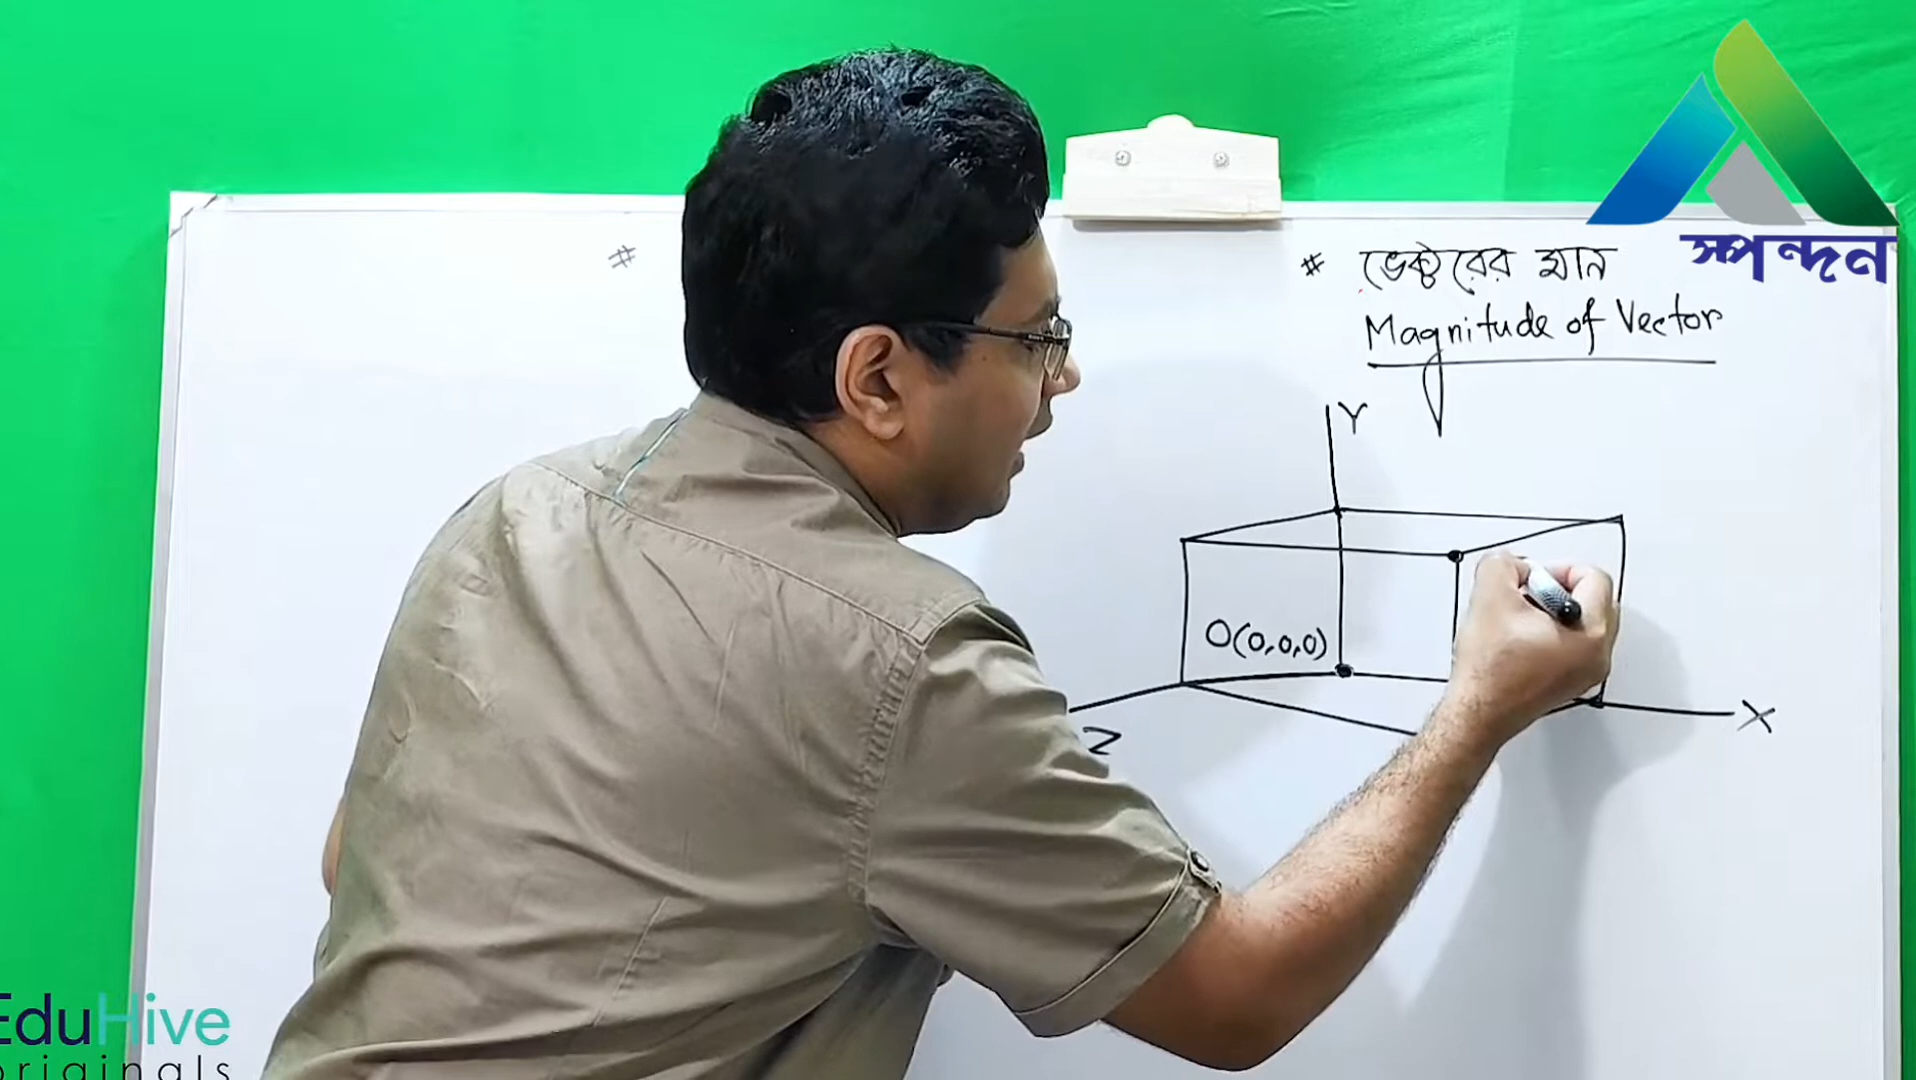 স্পন্দন
#
# ভেক্টরের মান
Magnitude of Vector
Y
O(0,0,0)
X
Z
EduHive
originals